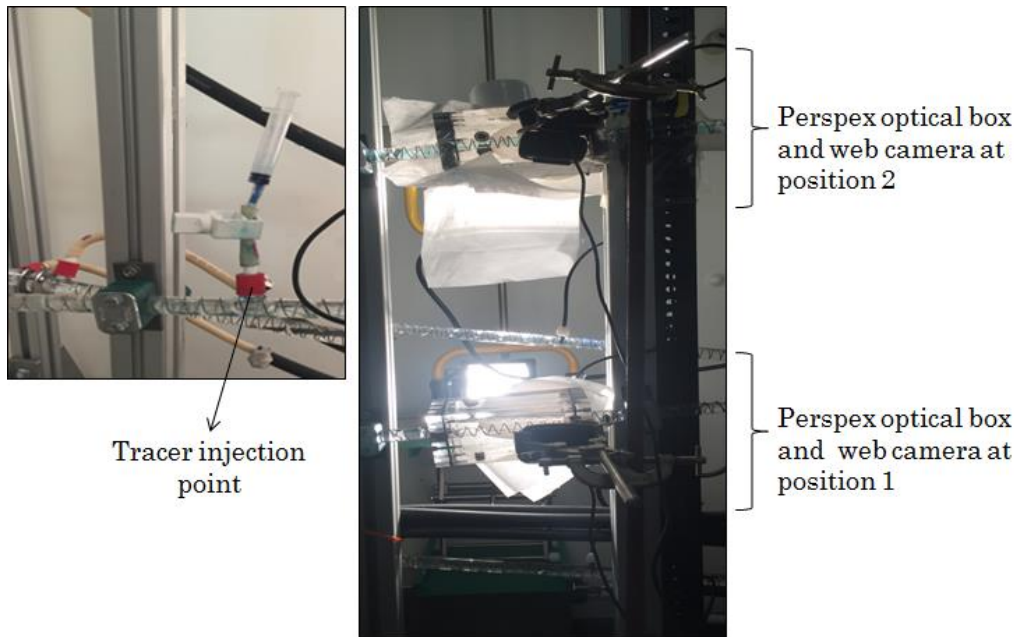 Perspex optical box
and web camera at
position 2
Tracer injection
point
Perspex optical box
and web camera at
position 1